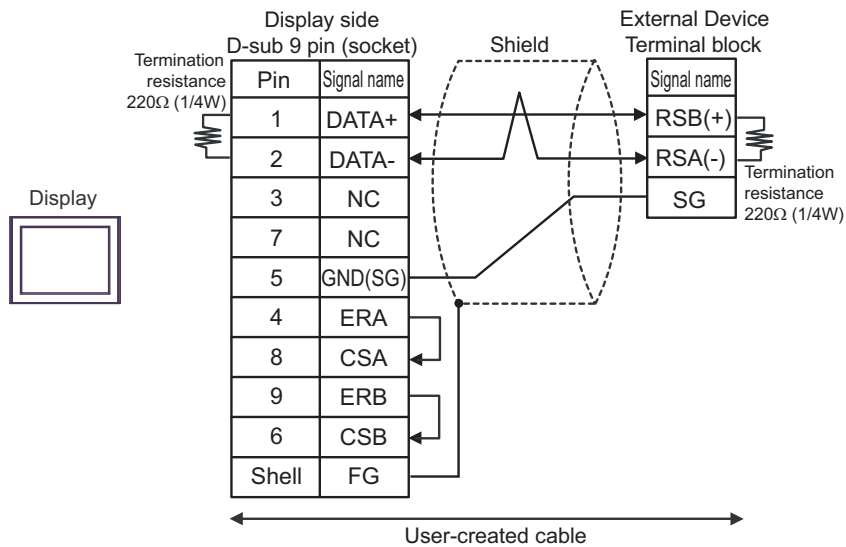 Display side
D-sub 9 pin (socket)
Shield
External Device
Terminal block
Termination
resistance
220Ω (1/4W)
Pin Signal name
1 DATA+
2 DATA-
3 NC
7 NC
5 GND(SG)
4 ERA
8 CSA
9 ERB
6 CSB
Shell FG
Signal name
RSB(+)
RSA(-)
SG
Termination
resistance
220Ω (1/4W)
Display
User-created cable